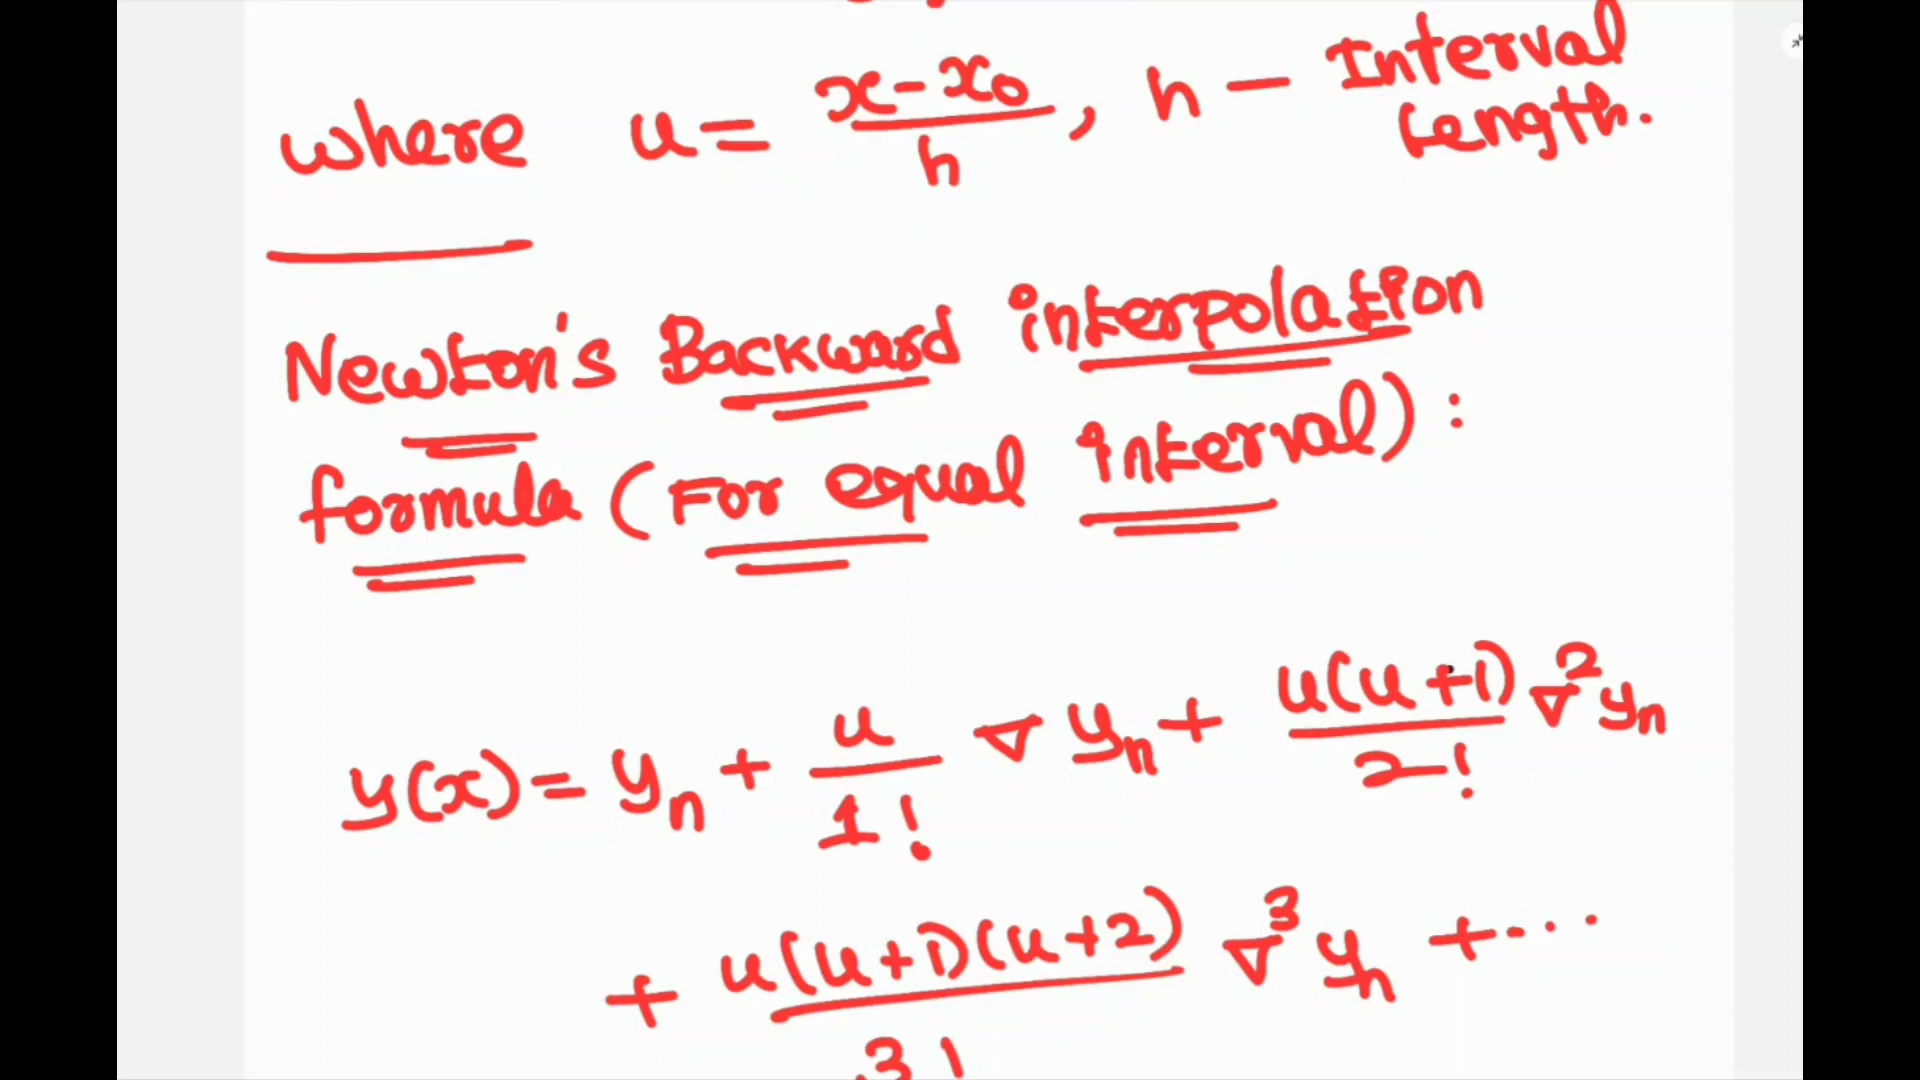 where u = x-x₀/h, h - Interval Length.
Newton's Backward interpolation
formula (For equal interval):
y(x) = yₙ + u/1! ∇yₙ + u(u+1)/2! ∇²yₙ
+ u(u+1)(u+2)/3! ∇³yₙ + ....